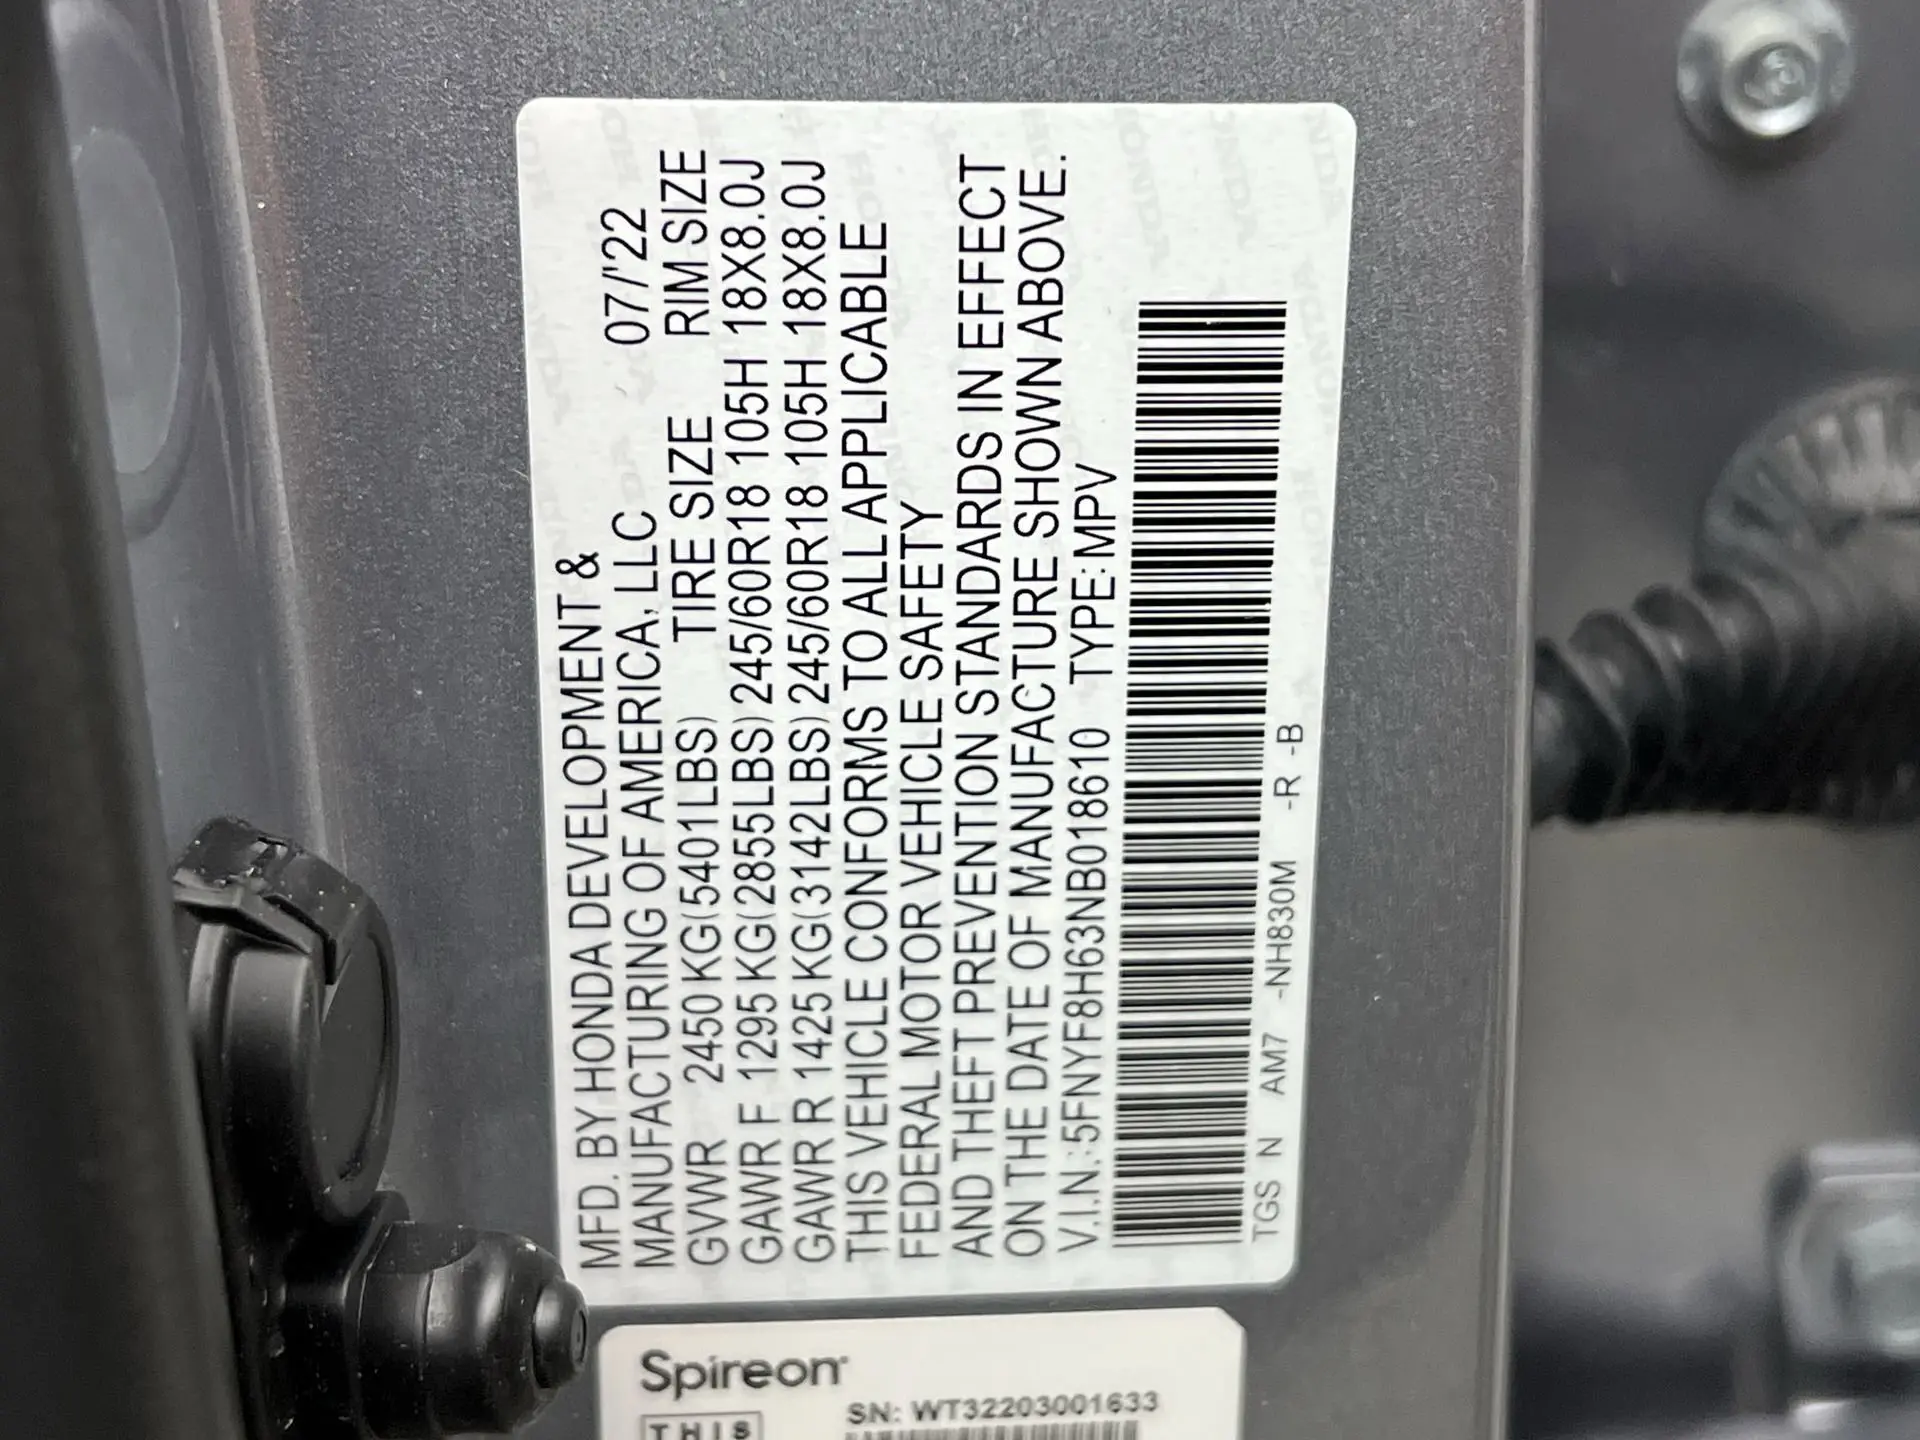 MFD. BY HONDA DEVELOPMENT &
MANUFACTURING OF AMERICA, LLC 07/'22
GVWR 2450 KG(5401LBS) TIRE SIZE RIM SIZE
GAWR F 1295 KG(2855LBS) 245/60R18 105H 18X8.0J
GAWR R 1425 KG(3142LBS) 245/60R18 105H 18X8.0J
THIS VEHICLE CONFORMS TO ALL APPLICABLE
FEDERAL MOTOR VEHICLE SAFETY
AND THEFT PREVENTION STANDARDS IN EFFECT
ON THE DATE OF MANUFACTURE SHOWN ABOVE.
V.I.N.:5FNYF8H63NB018610 TYPE:MPV
TGS N AM7 -NH830M -R -B
Spireon
SN: WT32203001633
THIS